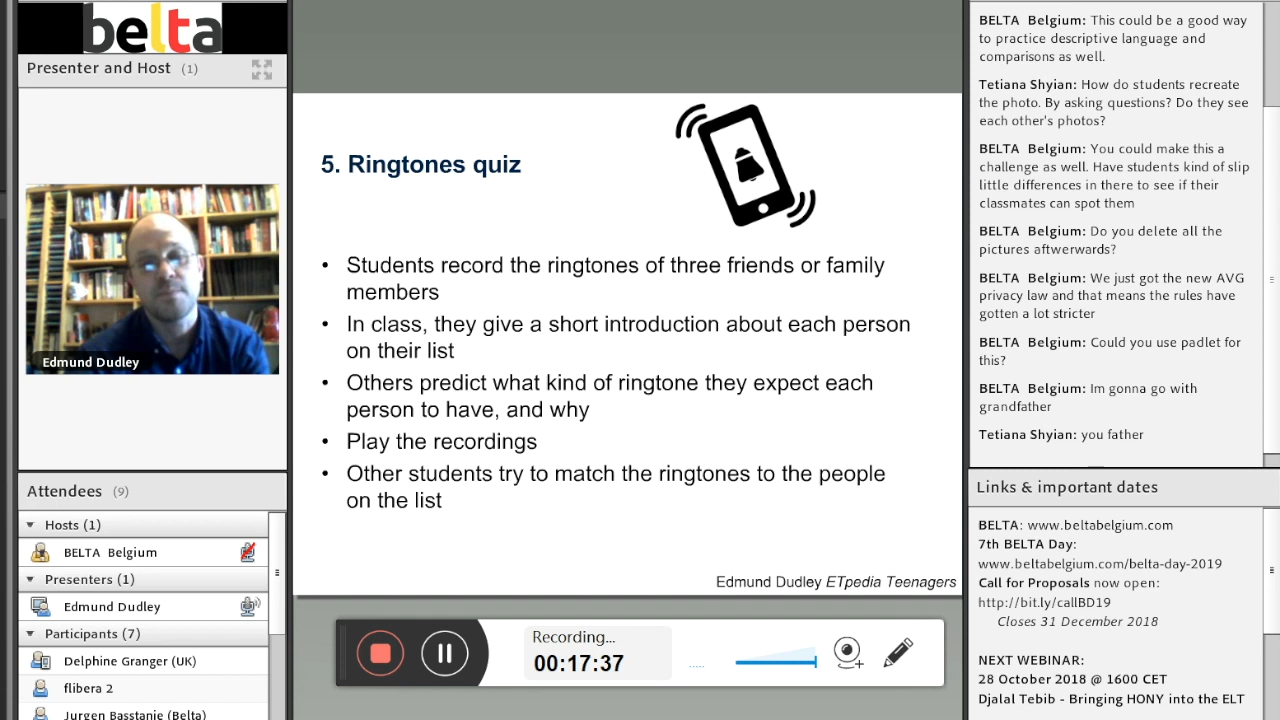 belta
Presenter and Host (1)
Edmund Dudley
Attendees (9)
Hosts (1)
BELTA Belgium
Presenters (1)
Edmund Dudley
Participants (7)
Delphine Granger (UK)
flibera 2
Jurgen Basstanie (Belta)
5. Ringtones quiz
• Students record the ringtones of three friends or family
members
• In class, they give a short introduction about each person
on their list
• Others predict what kind of ringtone they expect each
person to have, and why
• Play the recordings
• Other students try to match the ringtones to the people
on the list
Edmund Dudley ETpedia Teenagers
Recording...
00:17:37
BELTA Belgium: This could be a good way
to practice descriptive language and
comparisons as well.
Tetiana Shyian: How do students recreate
the photo. By asking questions? Do they see
each other's photos?
BELTA Belgium: You could make this a
challenge as well. Have students kind of slip
little differences in there to see if their
classmates can spot them
BELTA Belgium: Do you delete all the
pictures aftwerwards?
BELTA Belgium: We just got the new AVG
privacy law and that means the rules have
gotten a lot stricter
BELTA Belgium: Could you use padlet for
this?
BELTA Belgium: Im gonna go with
grandfather
Tetiana Shyian: you father
Links & important dates
BELTA: www.beltabelgium.com
7th BELTA Day:
www.beltabelgium.com/belta-day-2019
Call for Proposals now open:
http://bit.ly/callBD19
Closes 31 December 2018
NEXT WEBINAR:
28 October 2018 @ 1600 CET
Djalal Tebib - Bringing HONY into the ELT